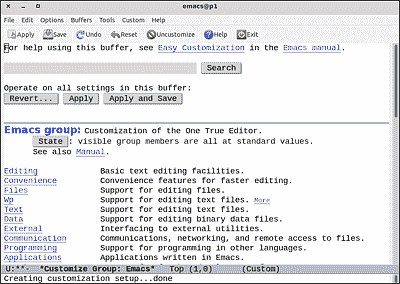 emacs@p1
File Edit Options Buffers Tools Custom Help
Apply Save Undo Reset Uncustomize Help Exit
For help using this buffer, see Easy Customization in the Emacs manual.
Search
Operate on all settings in this buffer:
Revert... Apply Apply and Save
Emacs group: Customization of the One True Editor.
State : visible group members are all at standard values.
See also Manual.
Editing Basic text editing facilities.
Convenience Convenience features for faster editing.
Files Support for editing files.
Wp Support for editing text files. More
Text Support for editing text files.
Data Support for editing binary data files.
External Interfacing to external utilities.
Communication Communications, networking, and remote access to files.
Programming Support for programming in other languages.
Applications Applications written in Emacs.
U:**- *Customize Group: Emacs* Top (1,0) (Custom)
Creating customization setup...done